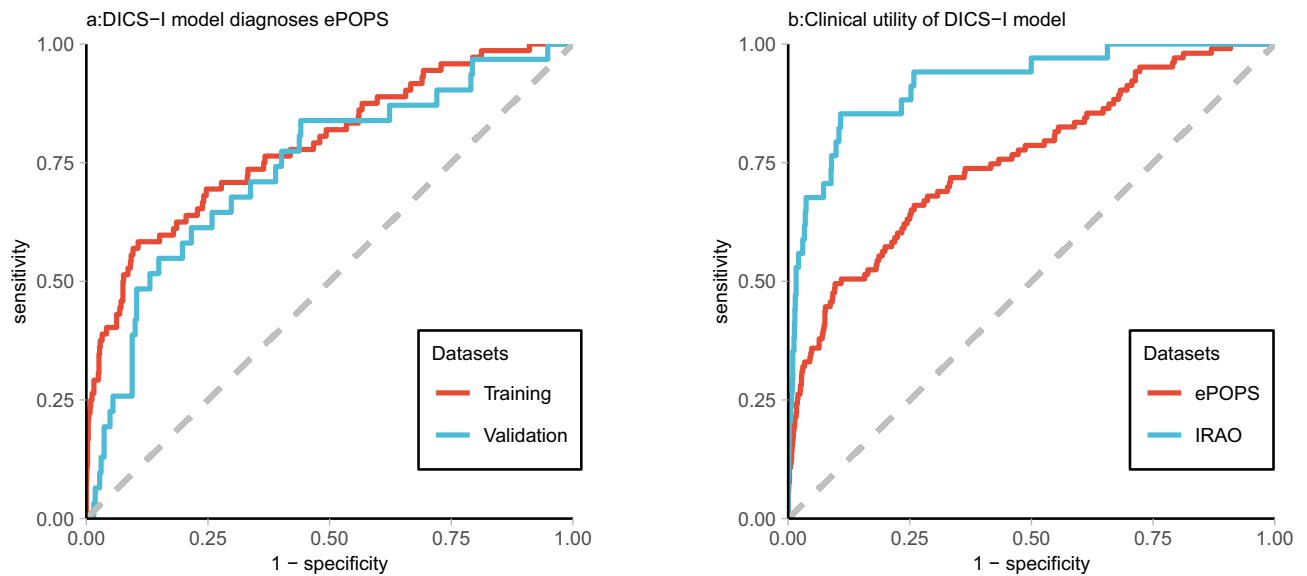 a:DICS−I model diagnoses ePOPS
1.00
0.75
0.50
0.25
0.00
sensitivity
Datasets
Training
Validation
0.00 0.25 0.50 0.75 1.00
1 − specificity
b:Clinical utility of DICS−I model
1.00
0.75
0.50
0.25
0.00
sensitivity
Datasets
ePOPS
IRAO
0.00 0.25 0.50 0.75 1.00
1 − specificity